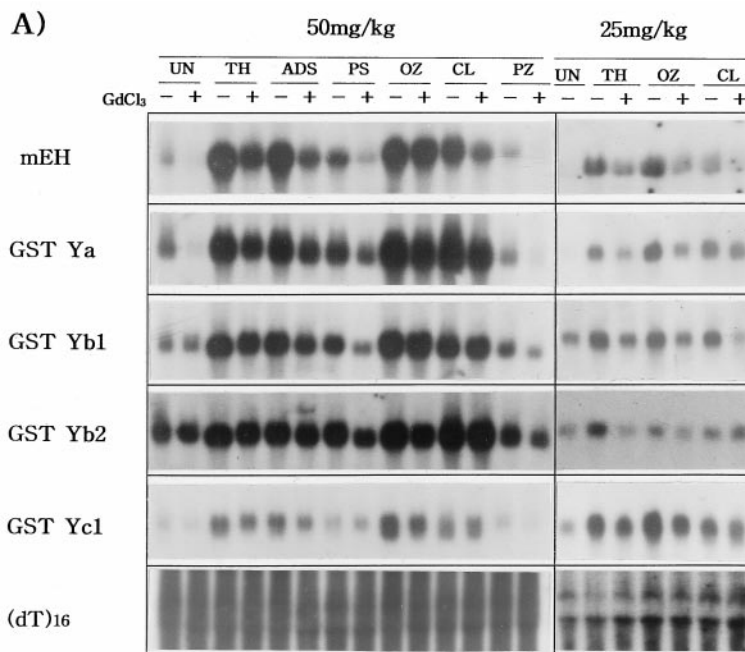 A)
50mg/kg 25mg/kg
UN TH ADS PS OZ CL PZ UN TH OZ CL
GdCl₃ − + − + − + − + − + − + − + − − + − + − +
mEH
GST Ya
GST Yb1
GST Yb2
GST Yc1
(dT)₁₆